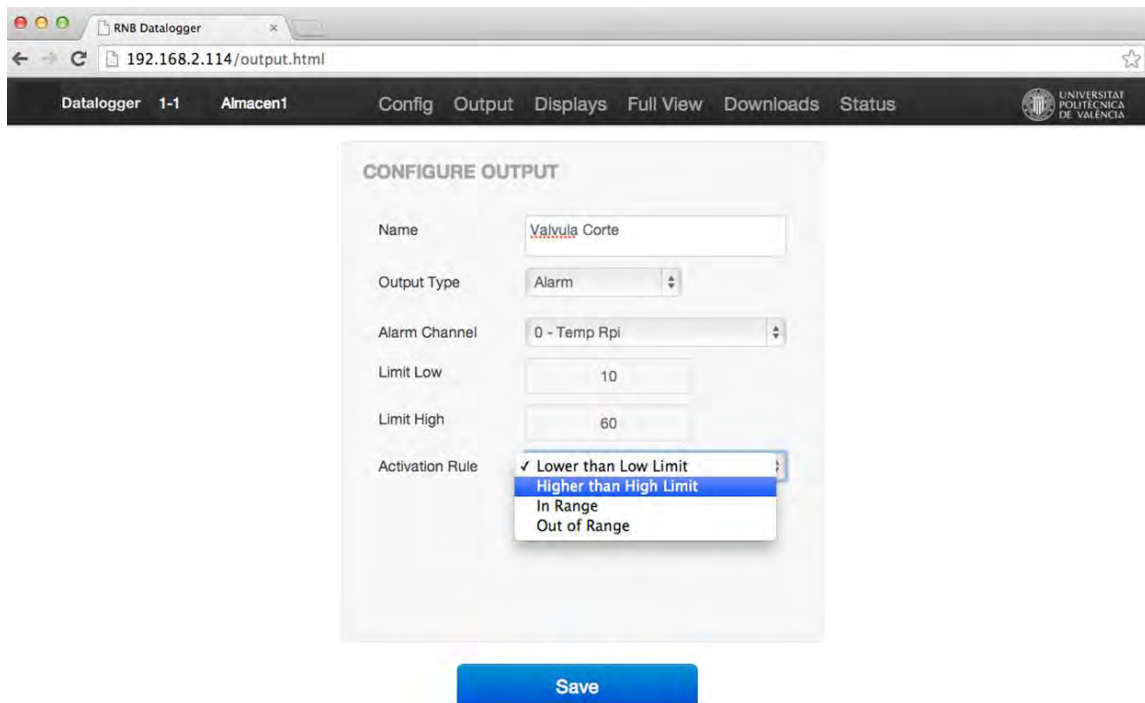 RNB Datalogger
192.168.2.114/output.html
Datalogger 1-1 Almacen1 Config Output Displays Full View Downloads Status
UNIVERSITAT
POLITÈCNICA
DE VALÈNCIA
CONFIGURE OUTPUT
Name Valvula Corte
Output Type Alarm
Alarm Channel 0 - Temp Rpi
Limit Low 10
Limit High 60
Activation Rule ✓ Lower than Low Limit
Higher than High Limit
In Range
Out of Range
Save